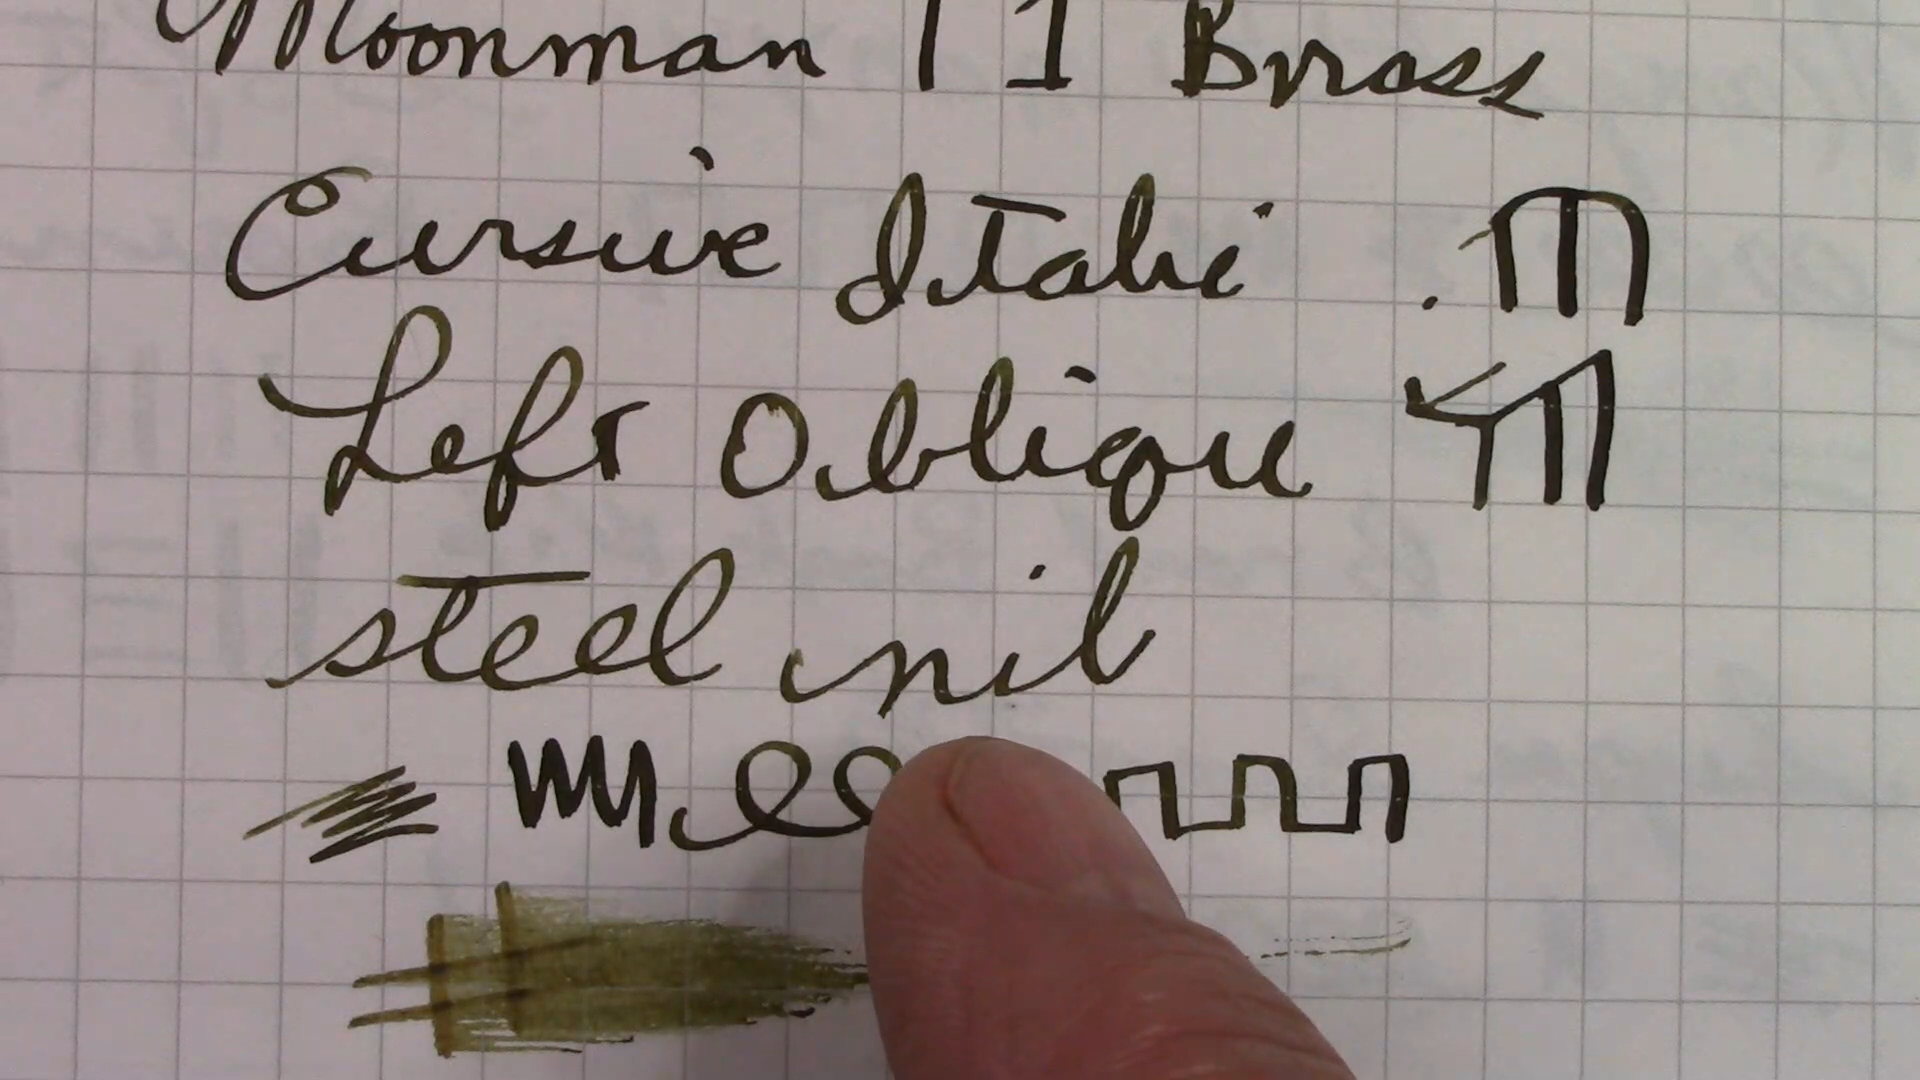 Moonman T1 Brass
Cursive Italic
Left Oblique
steel nib